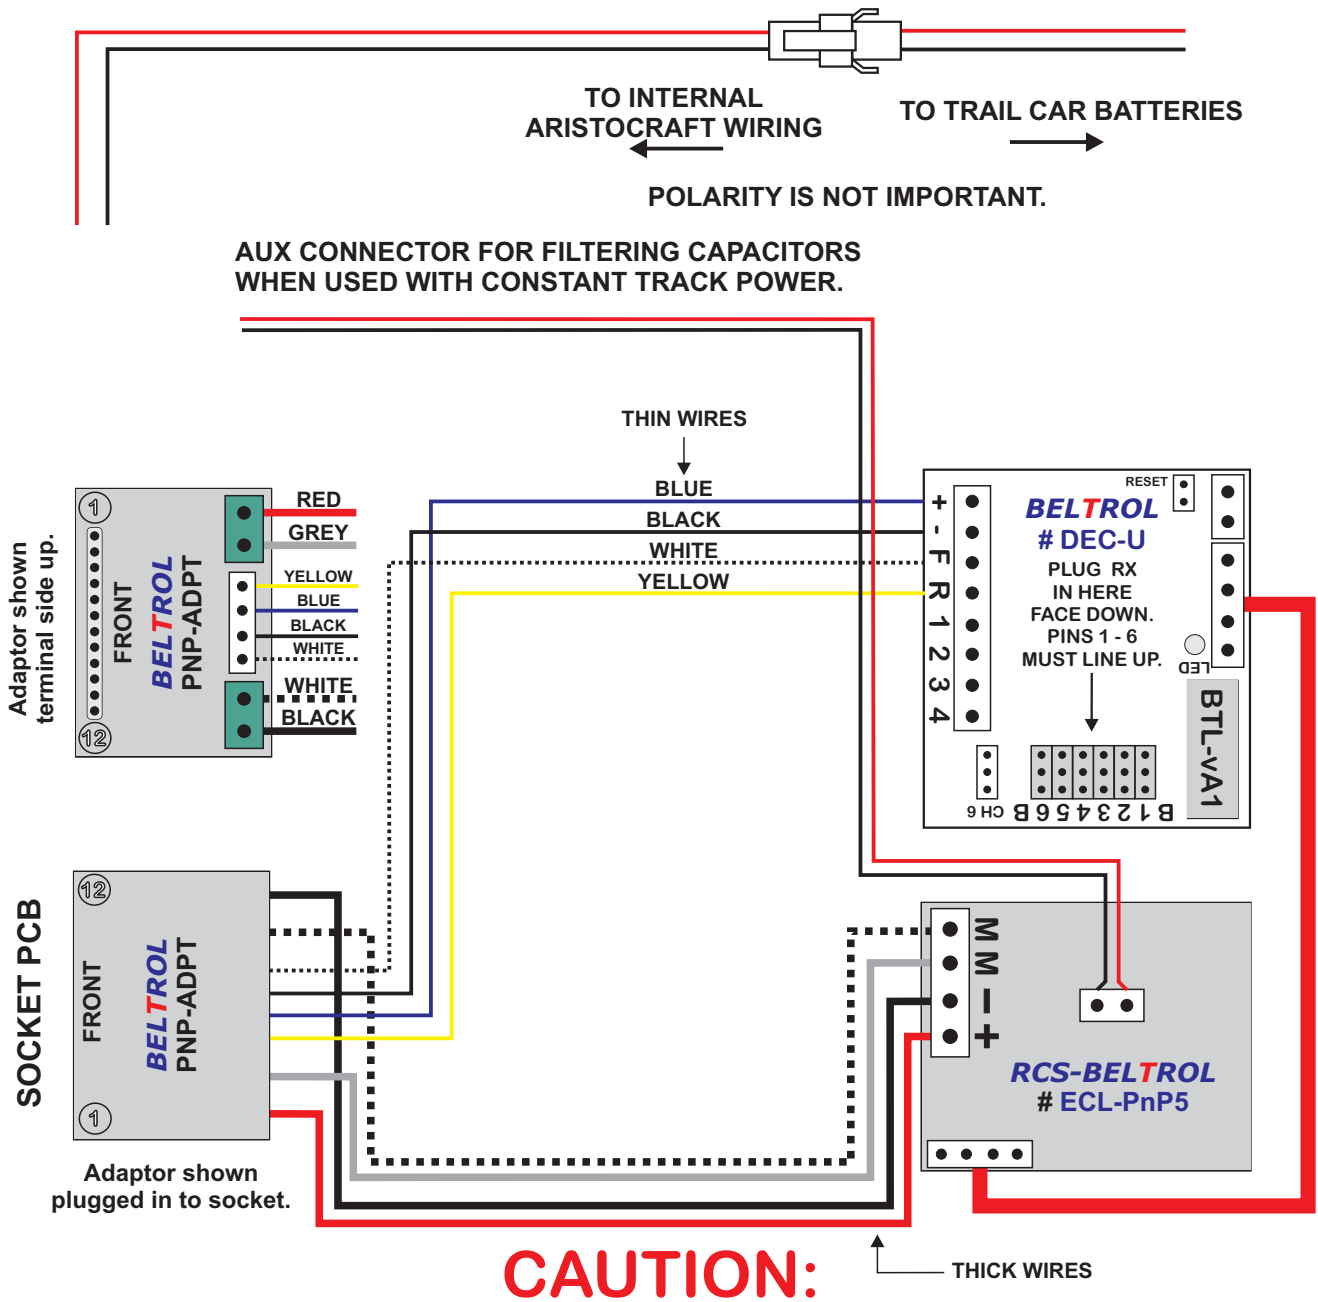 TO INTERNAL
ARISTOCRAFT WIRING
TO TRAIL CAR BATTERIES
POLARITY IS NOT IMPORTANT.
AUX CONNECTOR FOR FILTERING CAPACITORS
WHEN USED WITH CONSTANT TRACK POWER.
THIN WIRES
BLUE
BLACK
WHITE
YELLOW
Adaptor shown
terminal side up.
1
12
FRONT
BELTROL
PNP-ADPT
RED
GREY
YELLOW
BLUE
BLACK
WHITE
WHITE
BLACK
+
-
F
R
1
2
3
4
RESET
BELTROL
# DEC-U
PLUG RX
IN HERE
FACE DOWN.
PINS 1 - 6
MUST LINE UP.
LED
BTL-vA1
CH 6
B 1 2 3 4 5 6 B
SOCKET PCB
12
1
FRONT
BELTROL
PNP-ADPT
Adaptor shown
plugged in to socket.
M
M
-
+
RCS-BELTROL
# ECL-PnP5
THICK WIRES
CAUTION: